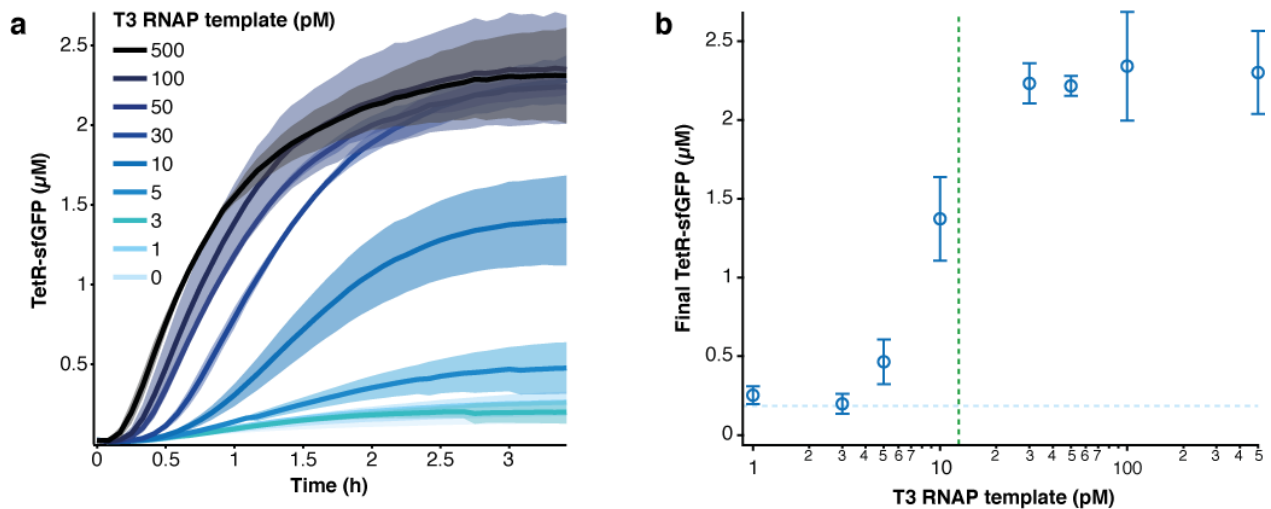 a
T3 RNAP template (pM)
500
100
50
30
10
5
3
1
0
TetR-sfGFP (µM)
2.5
2
1.5
1
0.5
0 0.5 1 1.5 2 2.5 3
Time (h)
b
Final TetR-sfGFP (µM)
2.5
2
1.5
1
0.5
0
1 2 3 4 5 6 7 10 2 3 4 5 6 7 100 2 3 4 5
T3 RNAP template (pM)